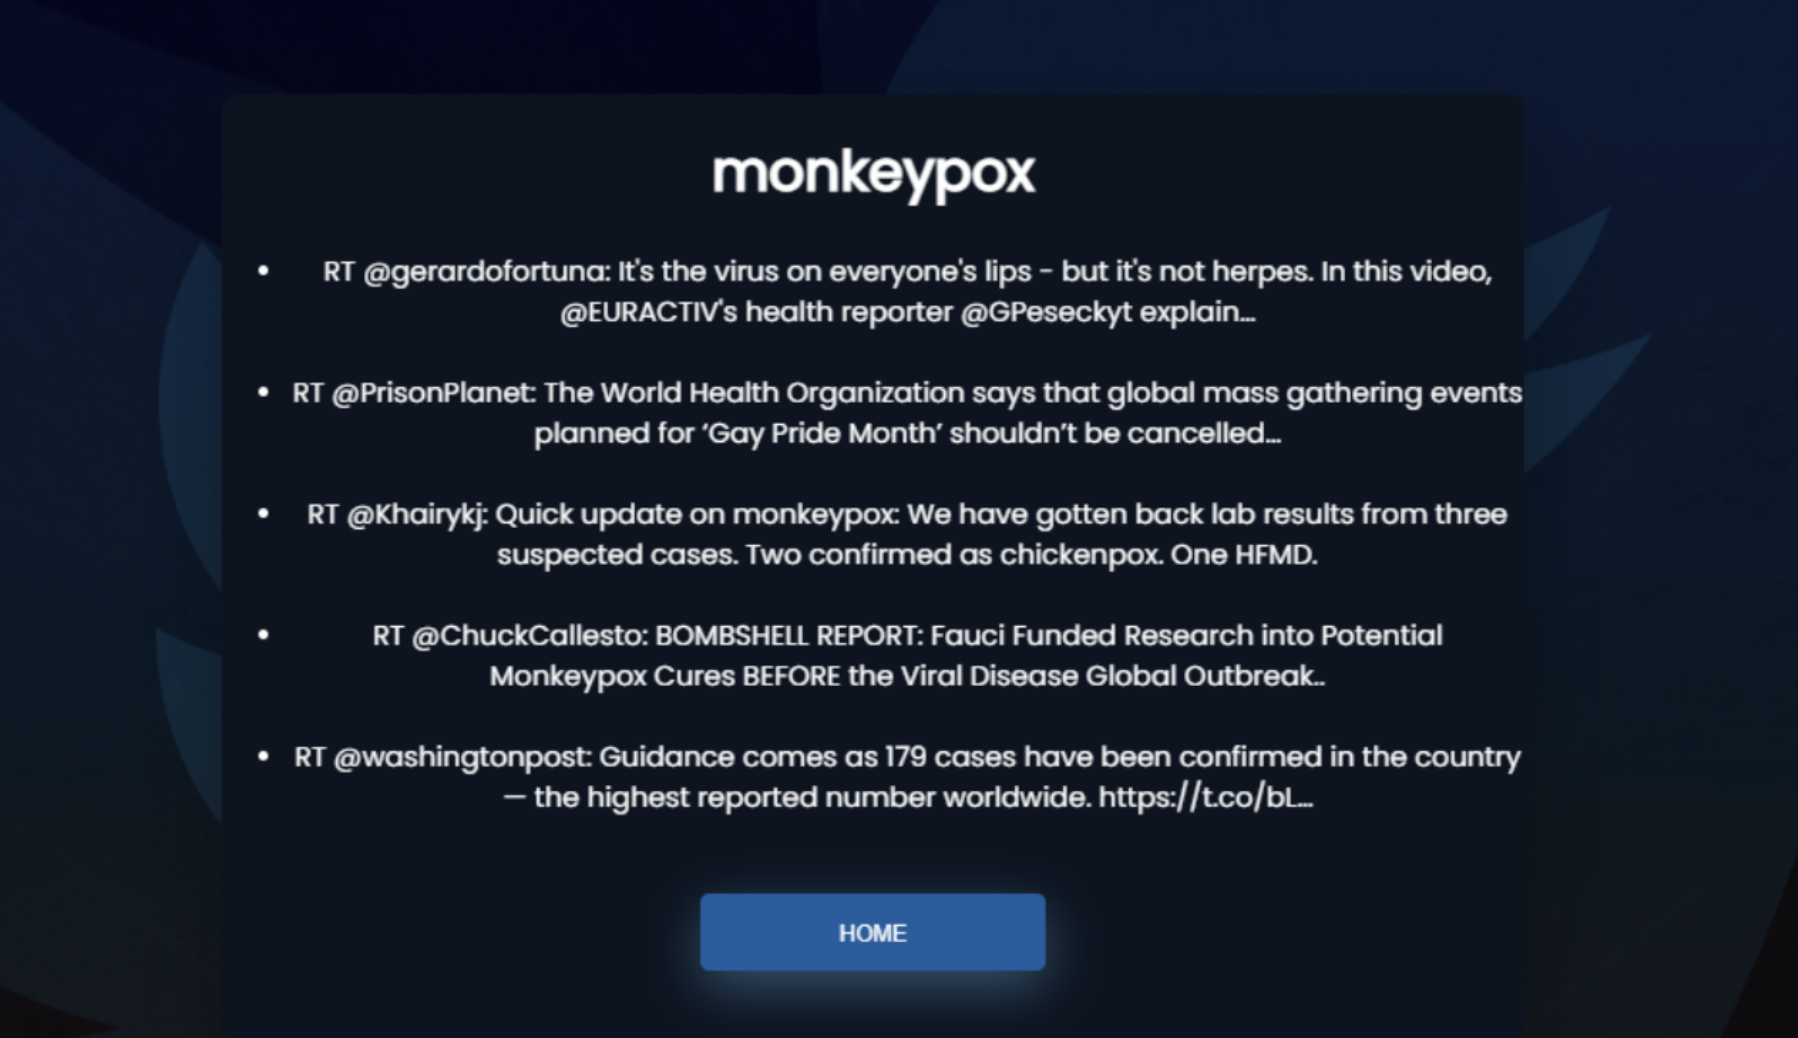 monkeypox
• RT @gerardofortuna: It's the virus on everyone's lips - but it's not herpes. In this video,
@EURACTIV's health reporter @GPeseckyt explain…
• RT @PrisonPlanet: The World Health Organization says that global mass gathering events
planned for ‘Gay Pride Month’ shouldn’t be cancelled…
• RT @Khairykj: Quick update on monkeypox: We have gotten back lab results from three
suspected cases. Two confirmed as chickenpox. One HFMD.
• RT @ChuckCallesto: BOMBSHELL REPORT: Fauci Funded Research into Potential
Monkeypox Cures BEFORE the Viral Disease Global Outbreak..
• RT @washingtonpost: Guidance comes as 179 cases have been confirmed in the country
— the highest reported number worldwide. https://t.co/bL…
HOME